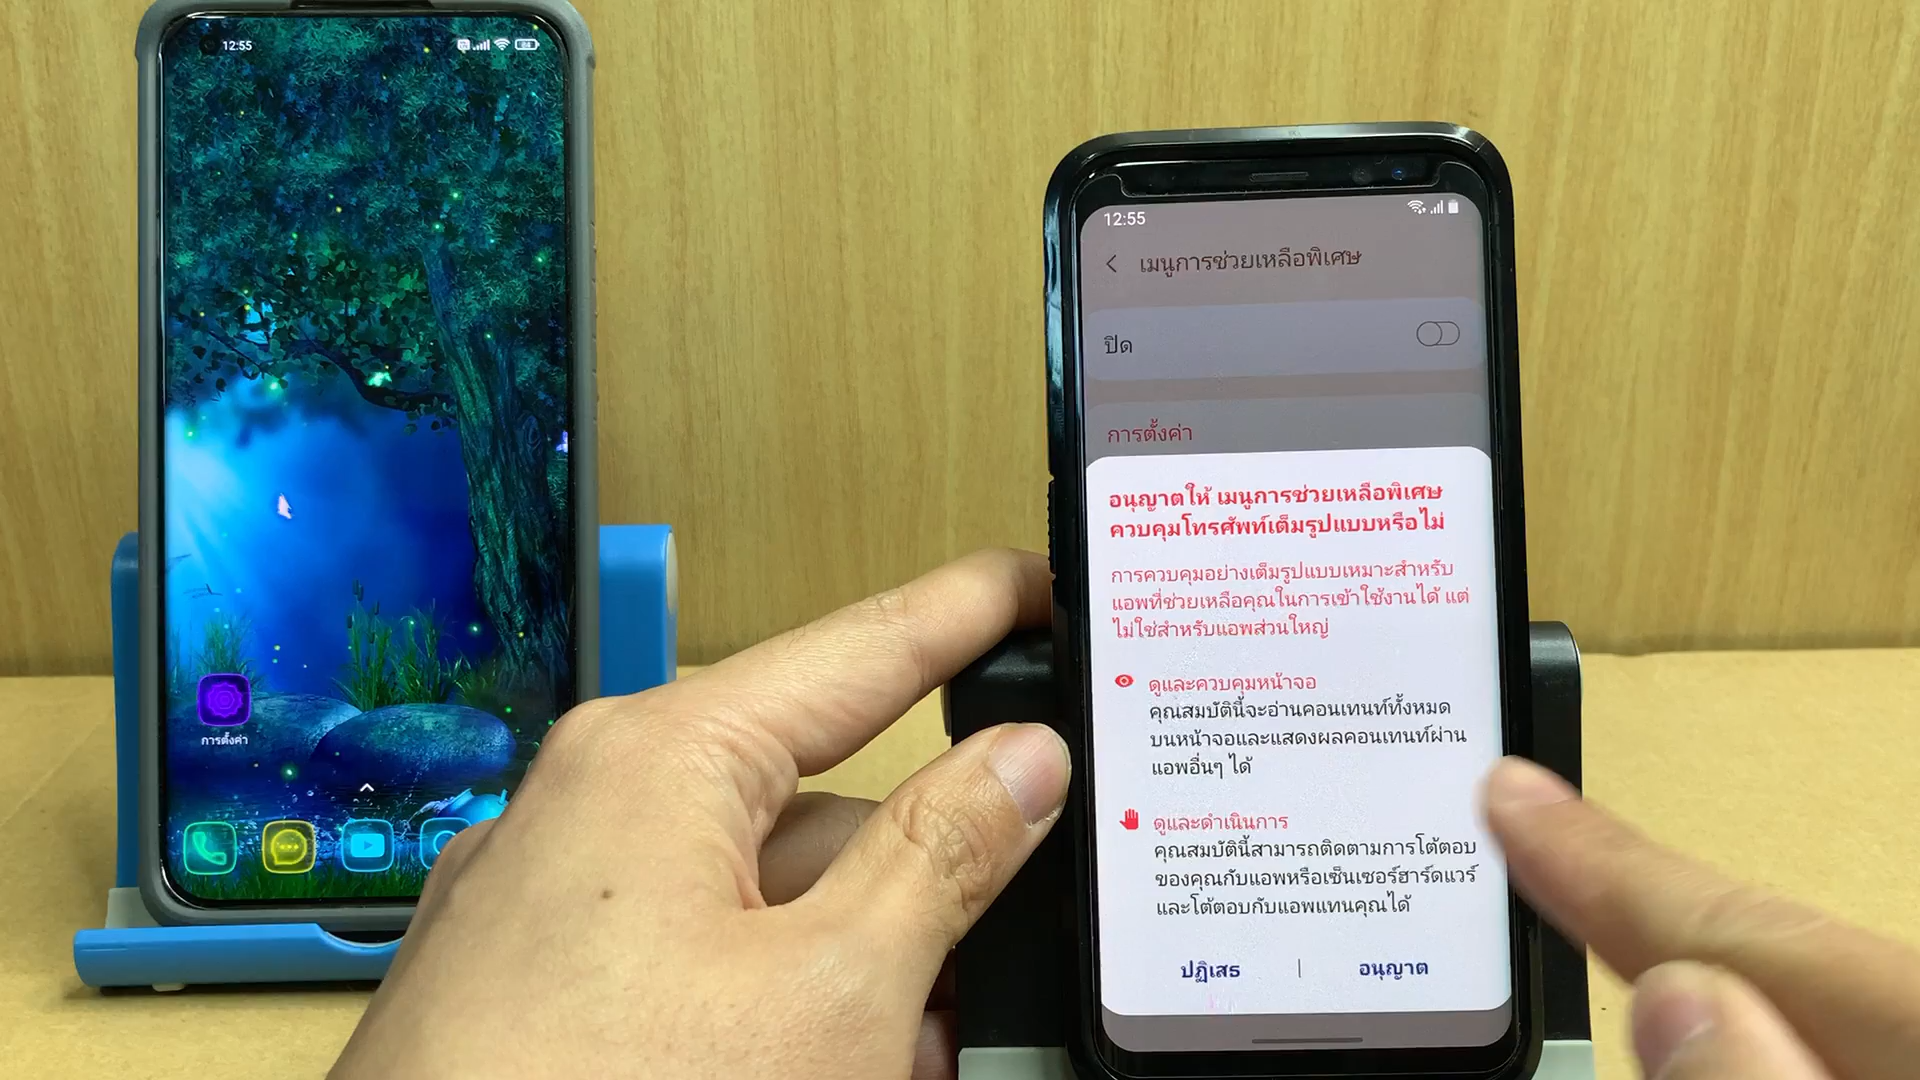 12:55
การตั้งค่า
12:55
เมนูการช่วยเหลือพิเศษ
ปิด
การตั้งค่า
อนุญาตให้ เมนูการช่วยเหลือพิเศษ
ควบคุมโทรศัพท์เต็มรูปแบบหรือไม่
การควบคุมอย่างเต็มรูปแบบเหมาะสำหรับ
แอพที่ช่วยเหลือคุณในการเข้าใช้งานได้ แต่
ไม่ใช่สำหรับแอพส่วนใหญ่
ดูและควบคุมหน้าจอ
คุณสมบัตินี้จะอ่านคอนเทนท์ทั้งหมด
บนหน้าจอและแสดงผลคอนเทนท์ผ่าน
แอพอื่นๆ ได้
ดูและดำเนินการ
คุณสมบัตินี้สามารถติดตามการโต้ตอบ
ของคุณกับแอพหรือเซ็นเซอร์ฮาร์ดแวร์
และโต้ตอบกับแอพแทนคุณได้
ปฏิเสธ | อนุญาต